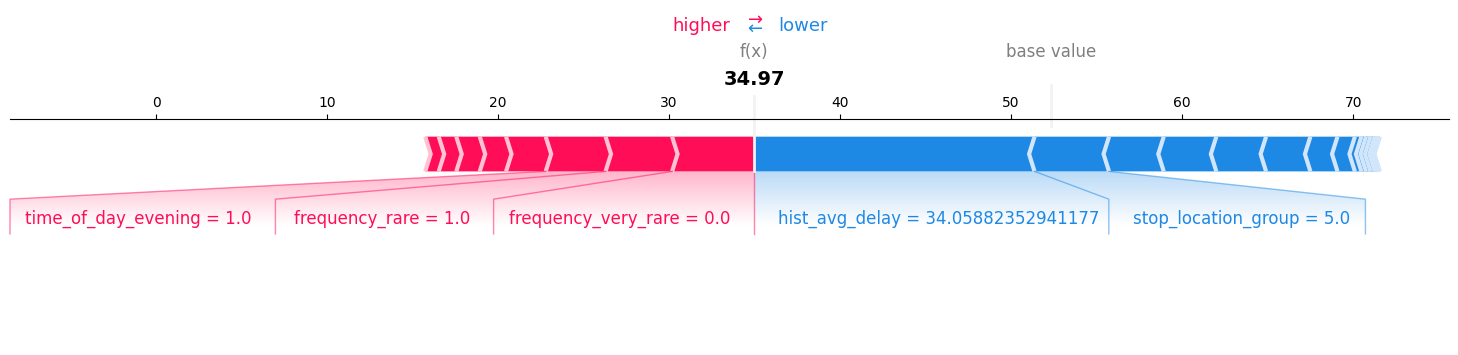 higher ⇄ lower
f(x) base value
34.97
0 10 20 30 40 50 60 70
time_of_day_evening = 1.0 frequency_rare = 1.0 frequency_very_rare = 0.0 hist_avg_delay = 34.05882352941177 stop_location_group = 5.0